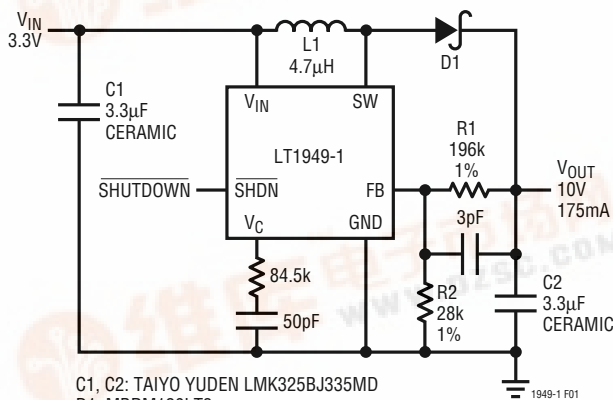 VIN
3.3V
L1
4.7µH
D1
C1
3.3µF
CERAMIC
VIN
SW
LT1949-1
R1
196k
1%
VOUT
10V
175mA
SHUTDOWN
SHDN
FB
VC
GND
3pF
84.5k
50pF
R2
28k
1%
C2
3.3µF
CERAMIC
C1, C2: TAIYO YUDEN LMK325BJ335MD
1949-1 F01